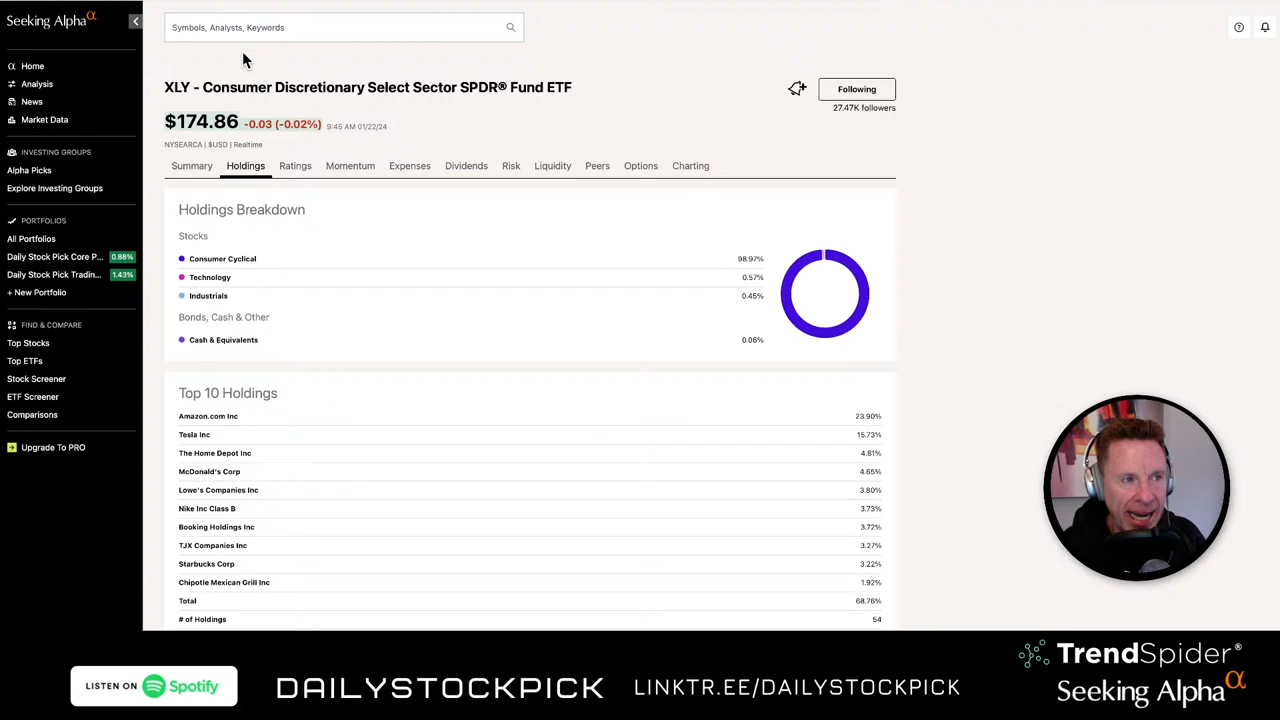 Seeking Alpha α
Symbols, Analysts, Keywords
Home
Analysis
News
Market Data
INVESTING GROUPS
Alpha Picks
Explore Investing Groups
PORTFOLIOS
All Portfolios
Daily Stock Pick Core P... 0.88%
Daily Stock Pick Tradin... 1.43%
+ New Portfolio
FIND & COMPARE
Top Stocks
Top ETFs
Stock Screener
ETF Screener
Comparisons
Upgrade To PRO
XLY - Consumer Discretionary Select Sector SPDR® Fund ETF
Following
27.47K followers
$174.86 -0.03 (-0.02%) 9:45 AM 01/22/24
NYSEARCA | $USD | Realtime
Summary Holdings Ratings Momentum Expenses Dividends Risk Liquidity Peers Options Charting
Holdings Breakdown
Stocks
Consumer Cyclical 98.97%
Technology 0.57%
Industrials 0.45%
Bonds, Cash & Other
Cash & Equivalents 0.06%
Top 10 Holdings
Amazon.com Inc 23.90%
Tesla Inc 15.73%
The Home Depot Inc 4.81%
McDonald's Corp 4.65%
Lowe's Companies Inc 3.80%
Nike Inc Class B 3.73%
Booking Holdings Inc 3.72%
TJX Companies Inc 3.27%
Starbucks Corp 3.22%
Chipotle Mexican Grill Inc 1.92%
Total 68.76%
# of Holdings 54
LISTEN ON Spotify
DAILYSTOCKPICK
LINKTR.EE/DAILYSTOCKPICK
TrendSpider®
Seeking Alpha α